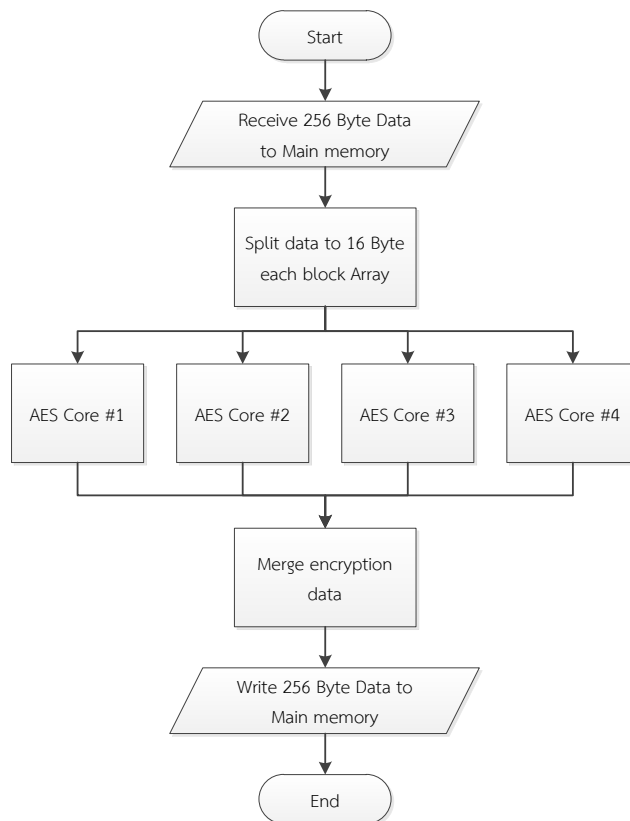 Start
Receive 256 Byte Data
to Main memory
Split data to 16 Byte
each block Array
AES Core #1
AES Core #2
AES Core #3
AES Core #4
Merge encryption
data
Write 256 Byte Data to
Main memory
End